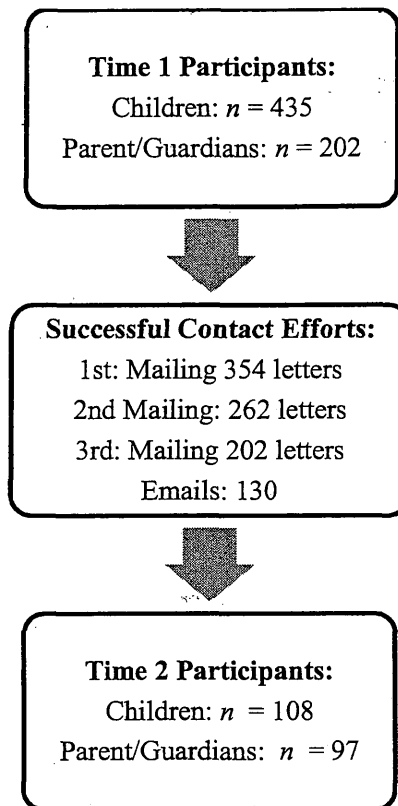 Time 1 Participants:
Children: n = 435
Parent/Guardians: n = 202
Successful Contact Efforts:
1st: Mailing 354 letters
2nd Mailing: 262 letters
3rd: Mailing 202 letters
Emails: 130
Time 2 Participants:
Children: n = 108
Parent/Guardians: n = 97